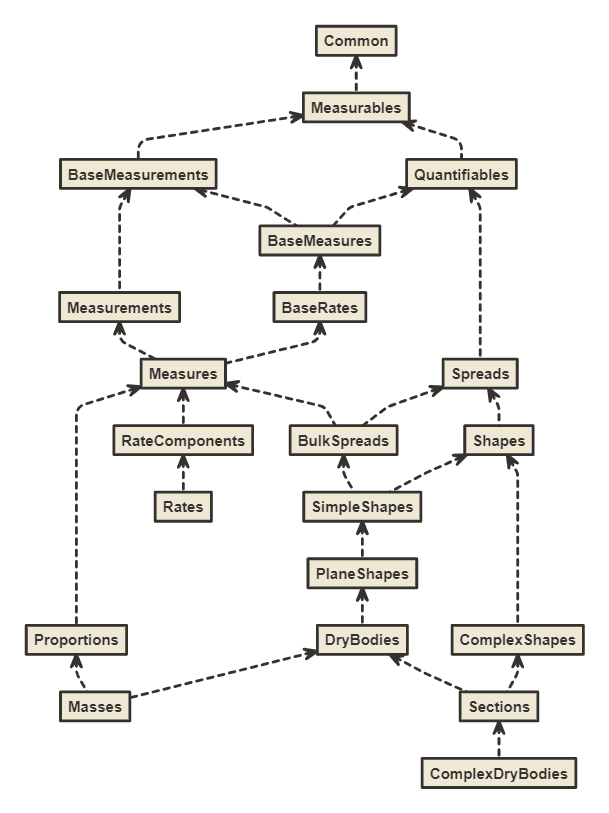 Common
Measurables
BaseMeasurements
Quantifiables
BaseMeasures
Measurements
BaseRates
Measures
Spreads
RateComponents
BulkSpreads
Shapes
Rates
SimpleShapes
PlaneShapes
Proportions
DryBodies
ComplexShapes
Masses
Sections
ComplexDryBodies